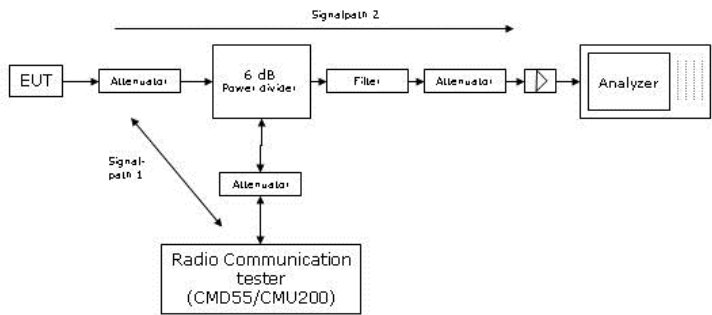 Signalpath 2
EUT
Attenuator
6 dB
Power divider
Filter
Attenuator
Analyzer
Signal-
path 1
Attenuator
Radio Communication
tester
(CMD55/CMU200)